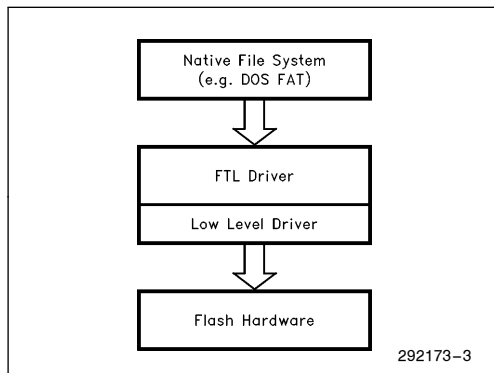 Native File System
(e.g. DOS FAT)
FTL Driver
Low Level Driver
Flash Hardware
292173-3